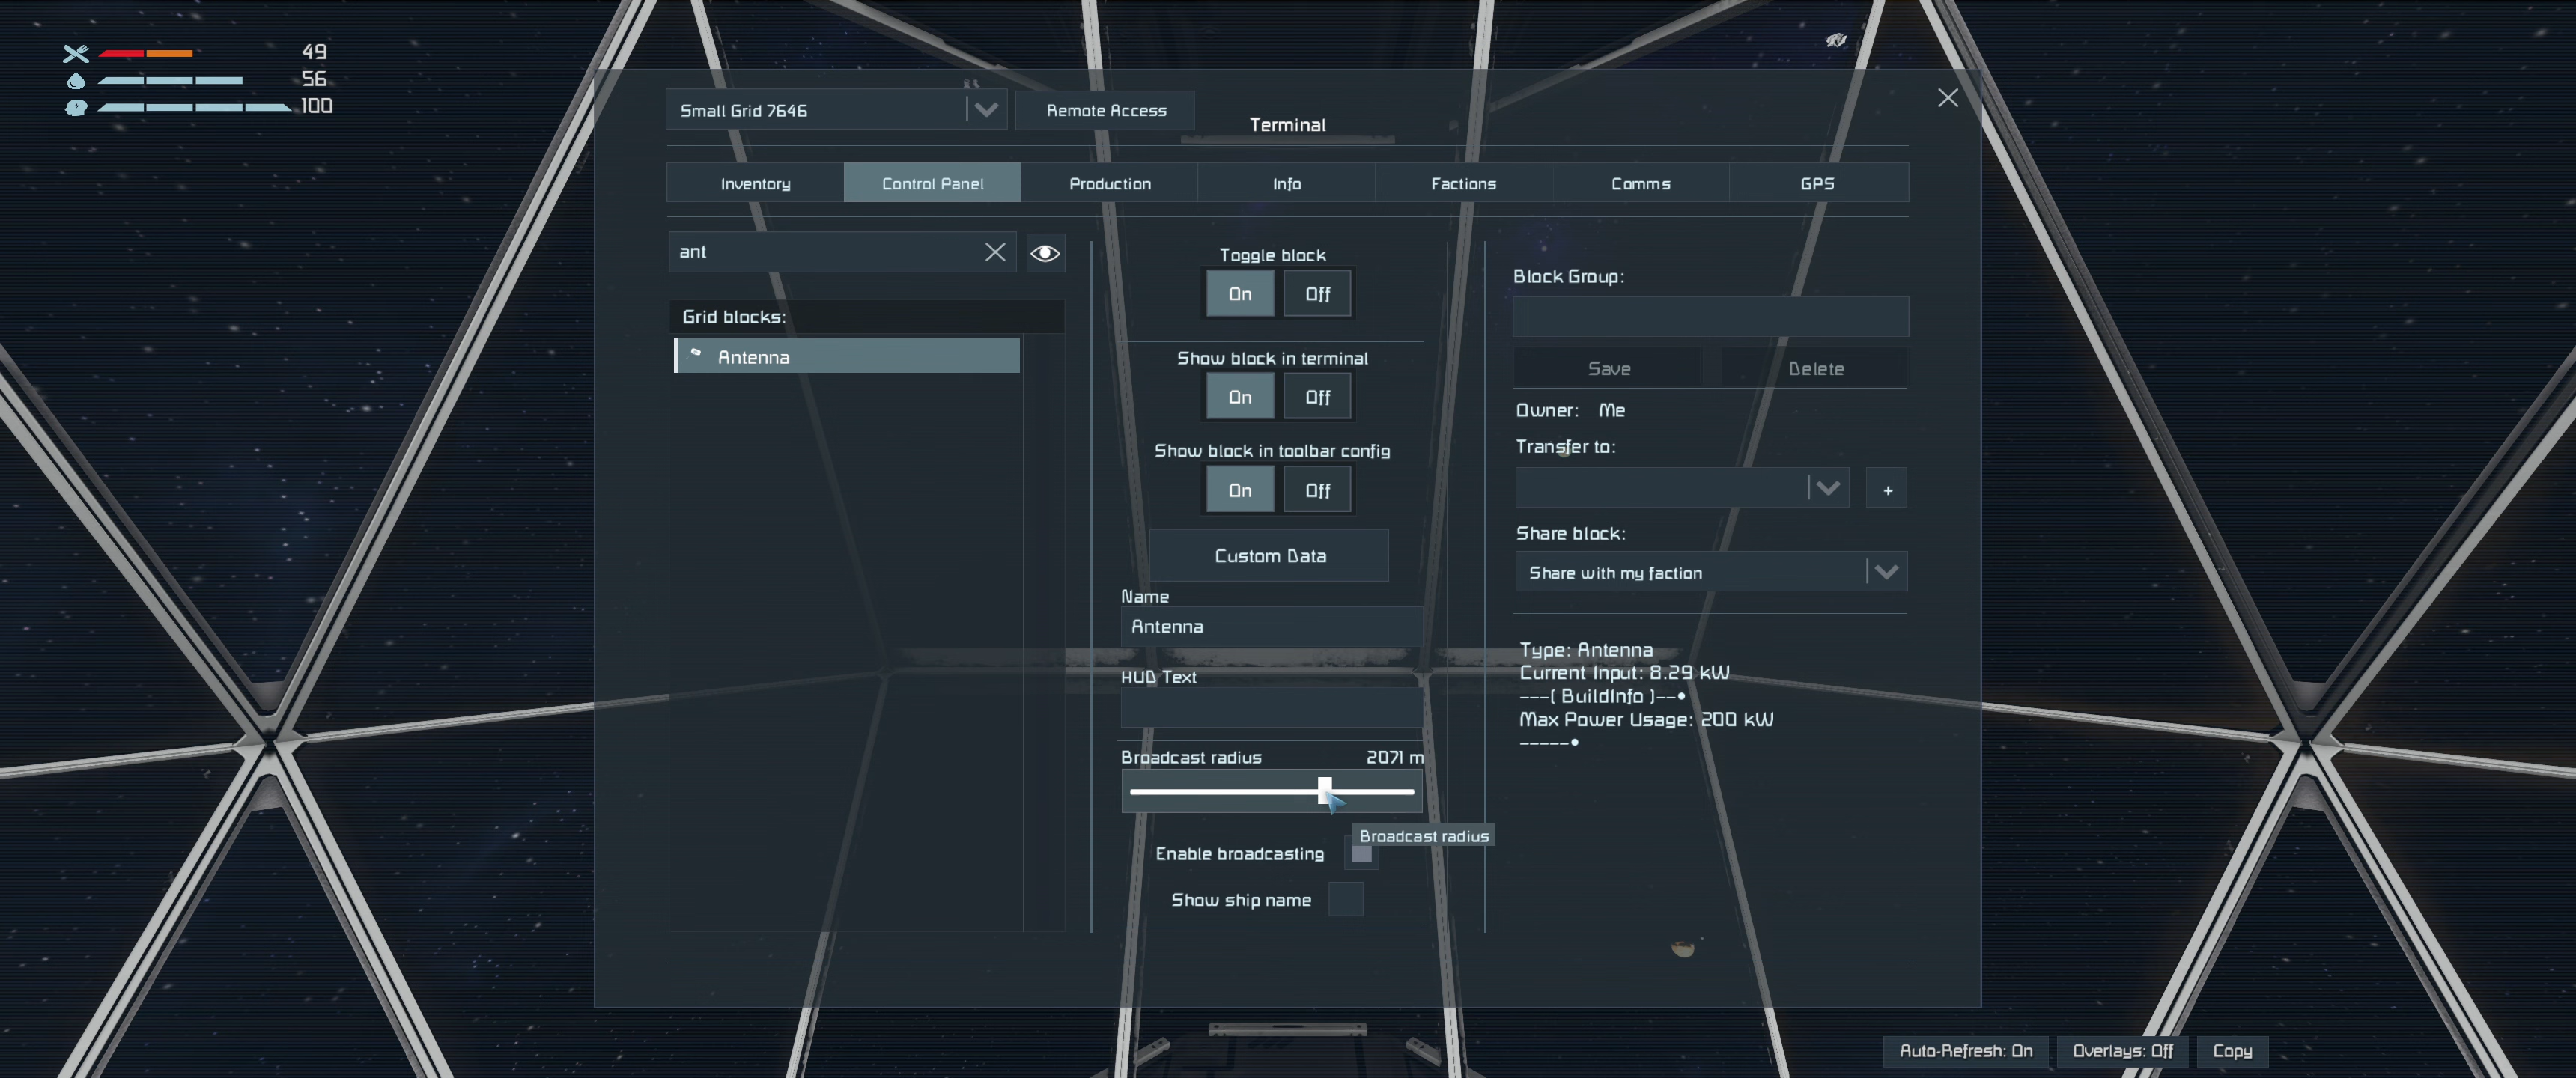 49
56
100
Small Grid 7646
Remote Access
Terminal
Inventory
Control Panel
Production
Info
Factions
Comms
GPS
ant
Grid blocks:
Antenna
Toggle block
On Off
Show block in terminal
On Off
Show block in toolbar config
On Off
Custom Data
Name
Antenna
HUD Text
Broadcast radius 2071 m
Broadcast radius
Enable broadcasting
Show ship name
Block Group:
Save Delete
Owner: Me
Transfer to:
+
Share block:
Share with my faction
Type: Antenna
Current Input: 8.29 kW
---( BuildInfo )--•
Max Power Usage: 200 kW
-----•
Auto-Refresh: On
Overlays: Off
Copy